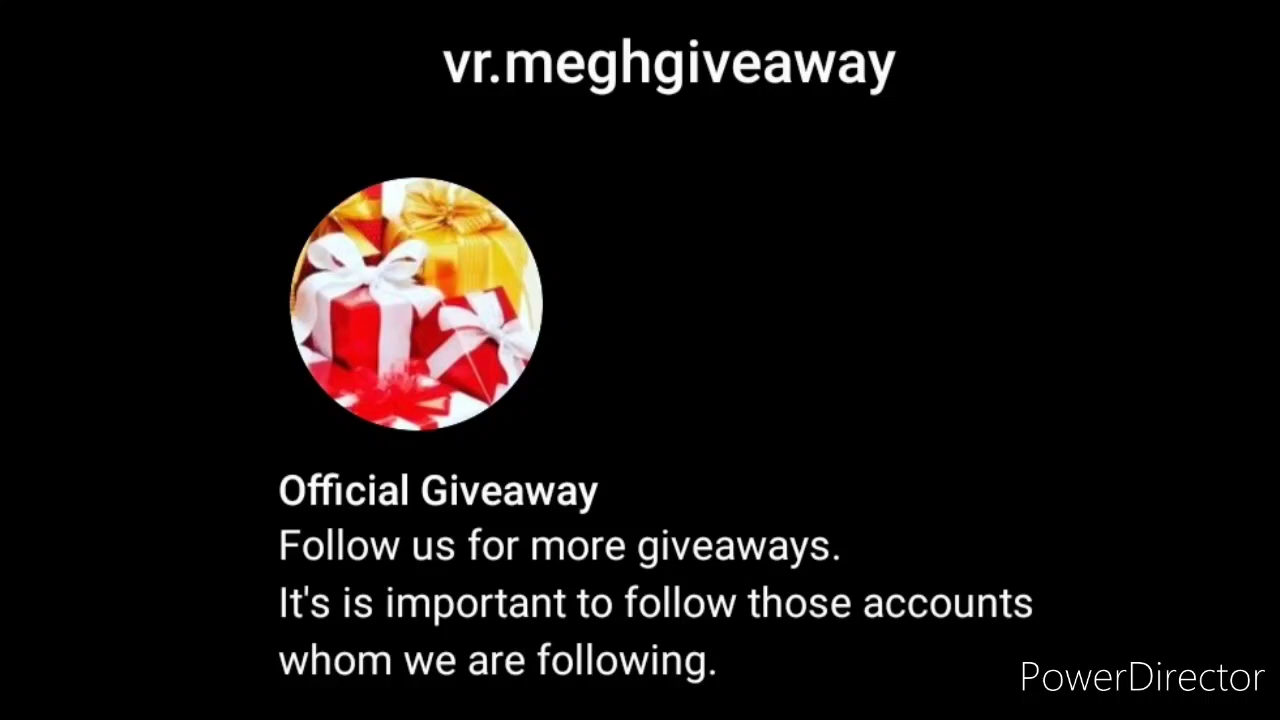 vr.meghgiveaway
Official Giveaway
Follow us for more giveaways.
It's is important to follow those accounts
whom we are following.
PowerDirector